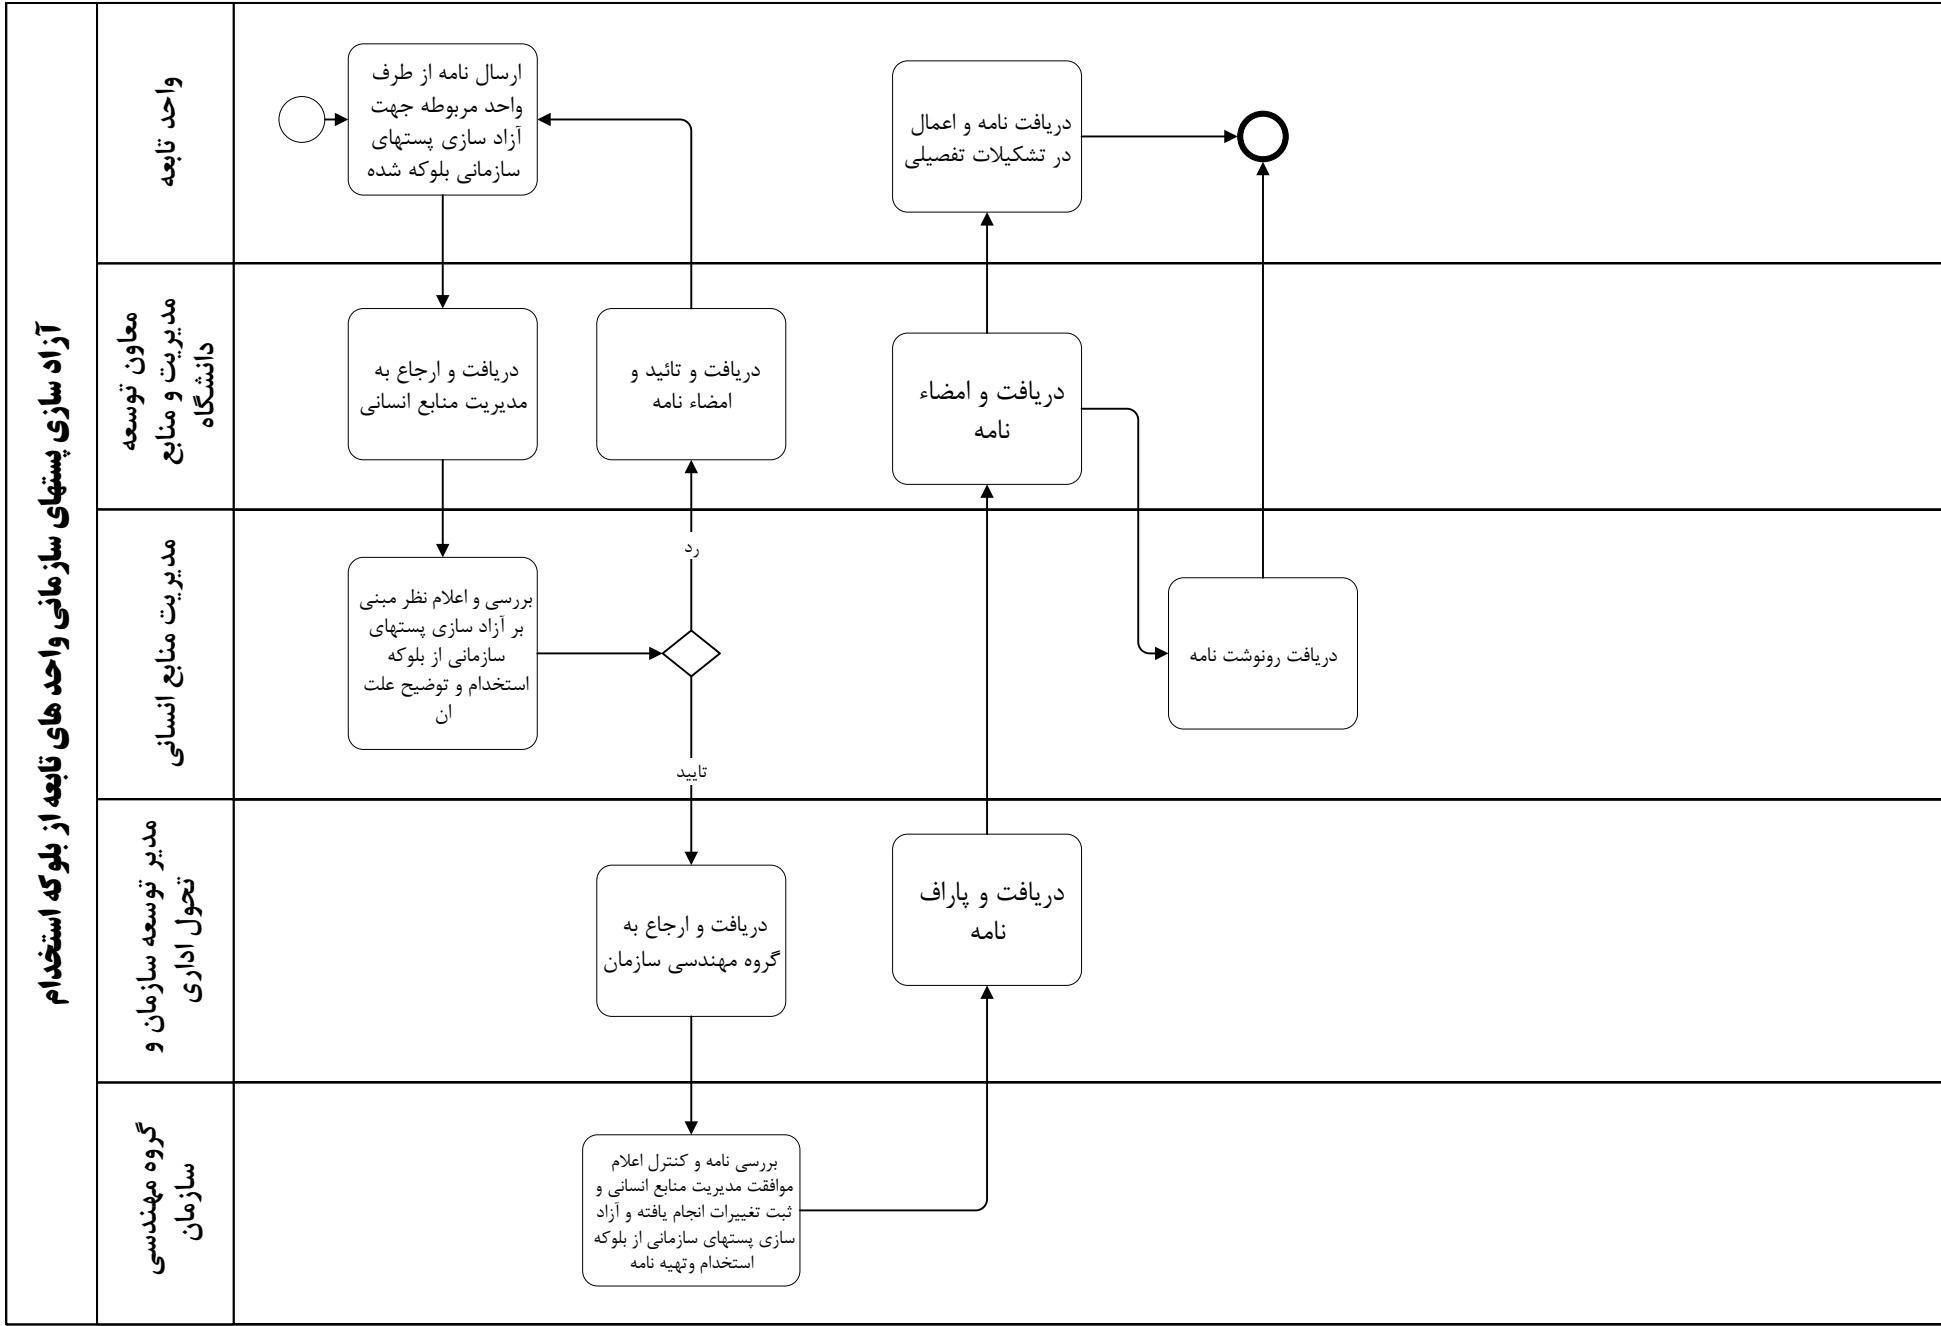 آزاد سازی پستهای سازمانی واحد های تابعه از بلوکه استخدام
واحد تابعه
ارسال نامه از طرف
واحد مربوطه جهت
آزاد سازی پستهای
سازمانی بلوکه شده
دریافت نامه و اعمال
در تشکیلات تفصیلی
معاون توسعه
مدیریت و منابع
دانشگاه
دریافت و ارجاع به
مدیریت منابع انسانی
دریافت و تائید و
امضاء نامه
دریافت و امضاء
نامه
مدیریت منابع انسانی
بررسی و اعلام نظر مبنی
بر آزاد سازی پستهای
سازمانی از بلوکه
استخدام و توضیح علت
ان
رد
تایید
دریافت رونوشت نامه
مدیر توسعه سازمان و
تحول اداری
دریافت و ارجاع به
گروه مهندسی سازمان
دریافت و پاراف
نامه
گروه مهندسی
سازمان
بررسی نامه و کنترل اعلام
موافقت مدیریت منابع انسانی و
ثبت تغییرات انجام یافته و آزاد
سازی پستهای سازمانی از بلوکه
استخدام وتهیه نامه